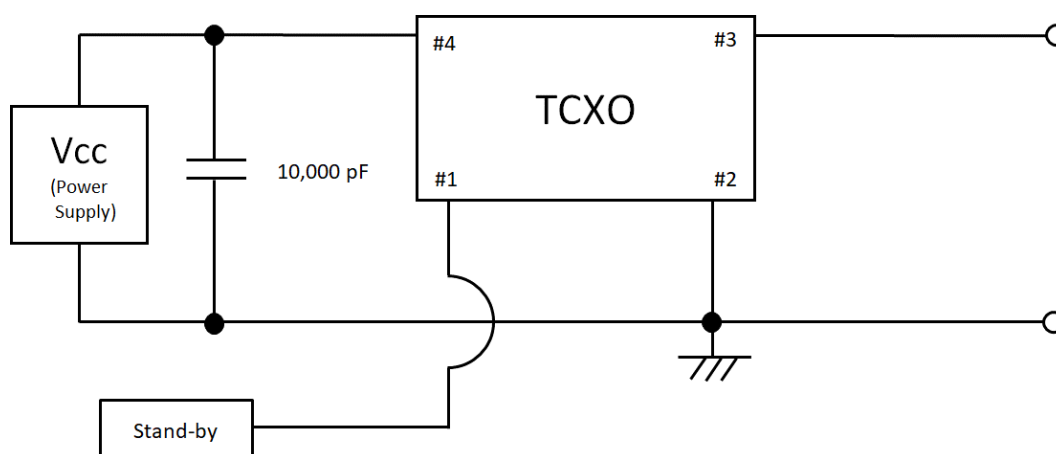 #4
#3
TCXO
Vcc
(Power
Supply)
10,000 pF
#1
#2
Stand-by